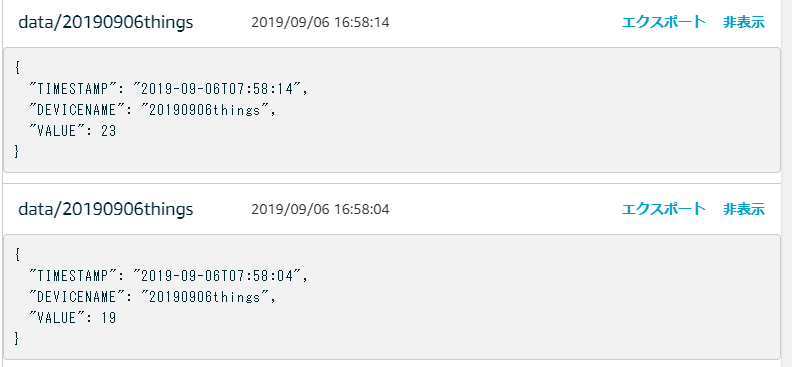 data/20190906things 2019/09/06 16:58:14 エクスポート 非表示
{
  "TIMESTAMP": "2019-09-06T07:58:14",
  "DEVICENAME": "20190906things",
  "VALUE": 23
}
data/20190906things 2019/09/06 16:58:04 エクスポート 非表示
{
  "TIMESTAMP": "2019-09-06T07:58:04",
  "DEVICENAME": "20190906things",
  "VALUE": 19
}